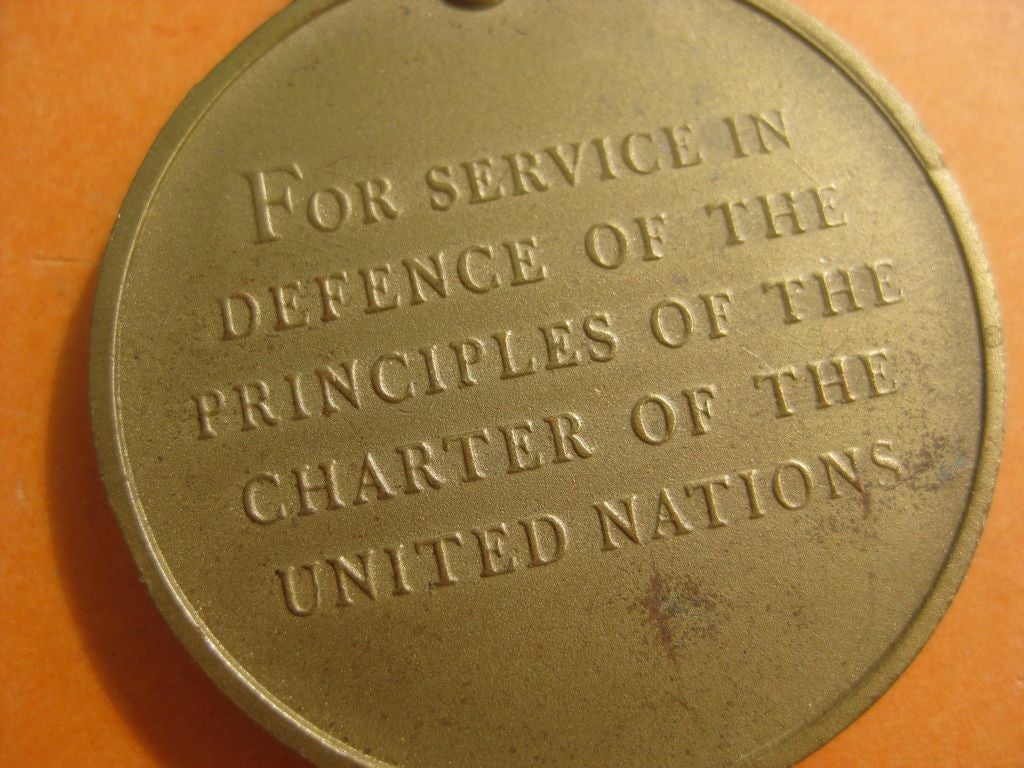 FOR SERVICE IN
DEFENCE OF THE
PRINCIPLES OF THE
CHARTER OF THE
UNITED NATIONS